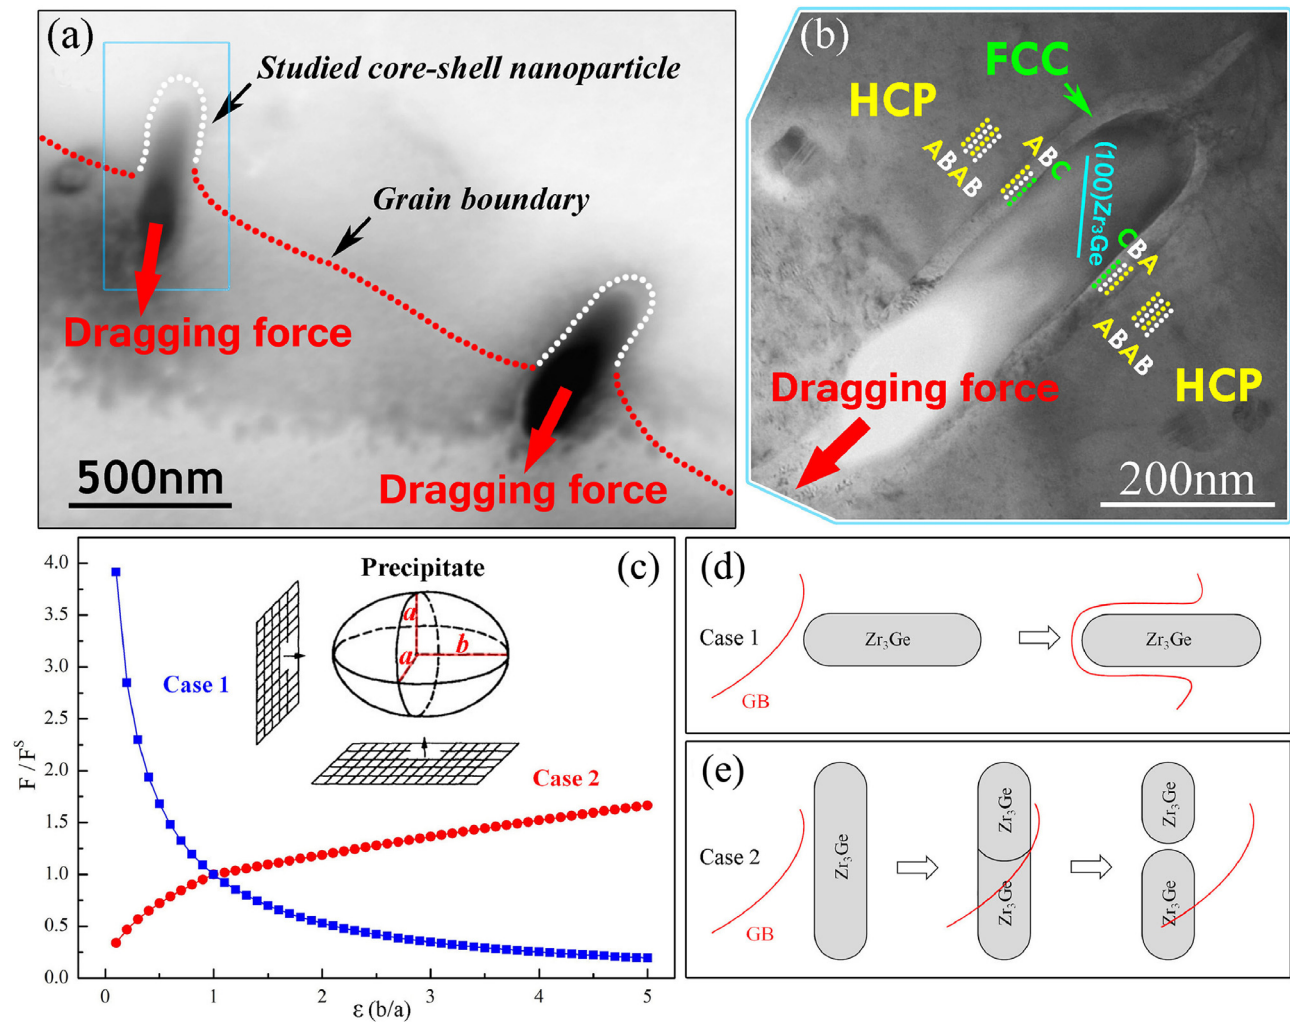 (a)
Studied core-shell nanoparticle
Grain boundary
Dragging force
Dragging force
500nm
(b)
FCC
HCP
ABAB
ABC
(100)Zr₃Ge
CBA
ABAB
HCP
Dragging force
200nm
(c)
Precipitate
a
a
b
Case 1
Case 2
F / Fˢ
4.0
3.5
3.0
2.5
2.0
1.5
1.0
0.5
0.0
0 1 2 3 4 5
ε (b/a)
(d)
Case 1
GB
Zr₃Ge
Zr₃Ge
(e)
Case 2
GB
Zr₃Ge
Zr₃Ge
Zr₃Ge
Zr₃Ge
Zr₃Ge